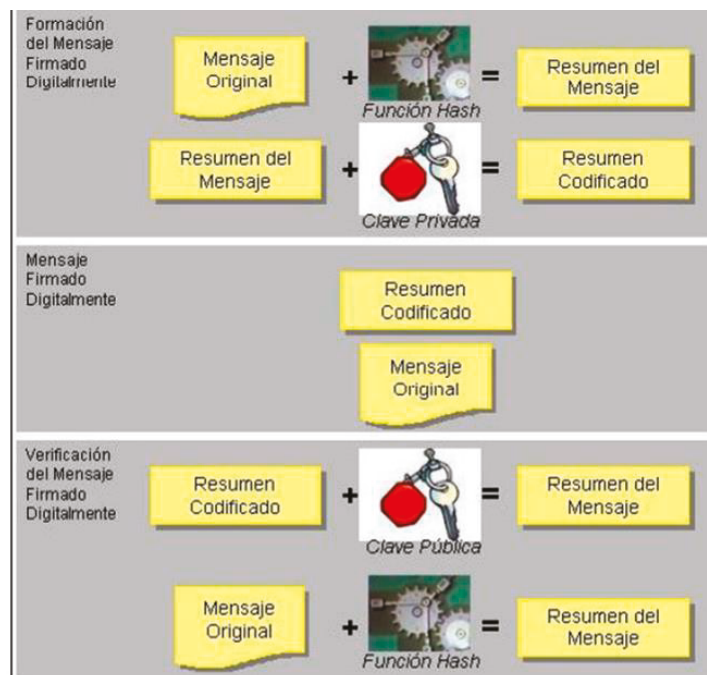 Formación
del Mensaje
Firmado
Digitalmente
Mensaje
Original
+
=
Función Hash
Resumen del
Mensaje
Resumen del
Mensaje
+
=
Clave Privada
Resumen
Codificado
Mensaje
Firmado
Digitalmente
Resumen
Codificado
Mensaje
Original
Verificación
del Mensaje
Firmado
Digitalmente
Resumen
Codificado
+
=
Clave Pública
Resumen del
Mensaje
Mensaje
Original
+
=
Función Hash
Resumen del
Mensaje